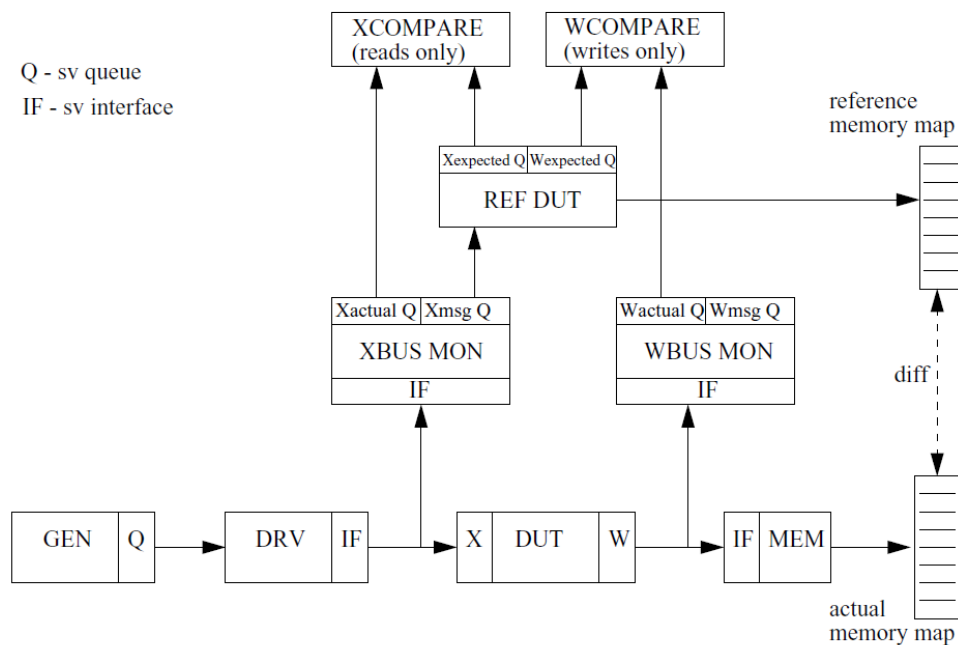 XCOMPARE
(reads only)
WCOMPARE
(writes only)
Q - sv queue
IF - sv interface
reference
memory map
Xexpected Q
Wexpected Q
REF DUT
Xactual Q
Xmsg Q
XBUS MON
IF
Wactual Q
Wmsg Q
WBUS MON
IF
diff
GEN
Q
DRV
IF
X
DUT
W
IF
MEM
actual
memory map